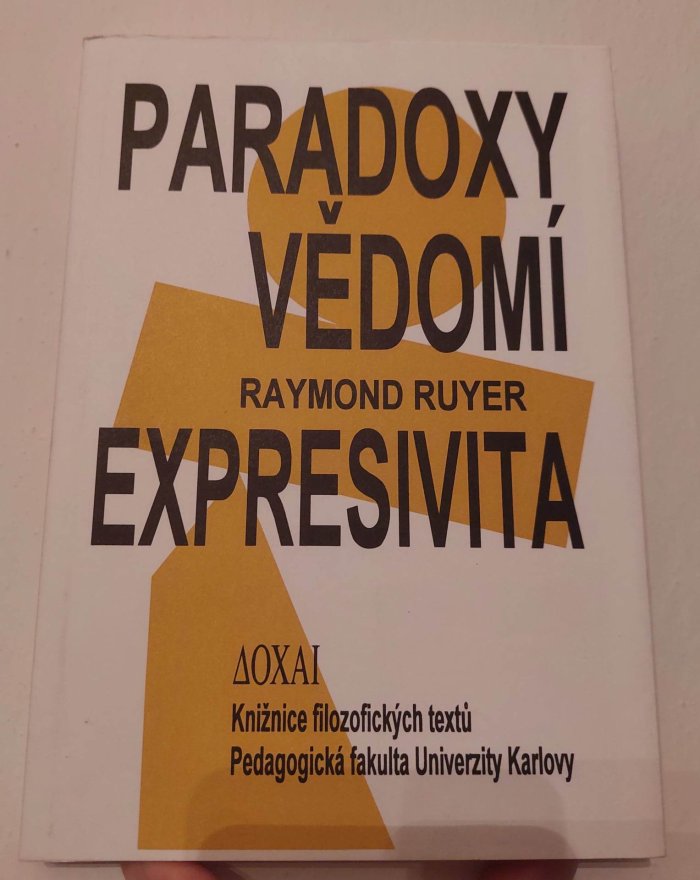 PARADOXY
VĚDOMÍ
RAYMOND RUYER
EXPRESIVITA
ΔΟΧΑΙ
Knižnice filozofických textů
Pedagogická fakulta Univerzity Karlovy